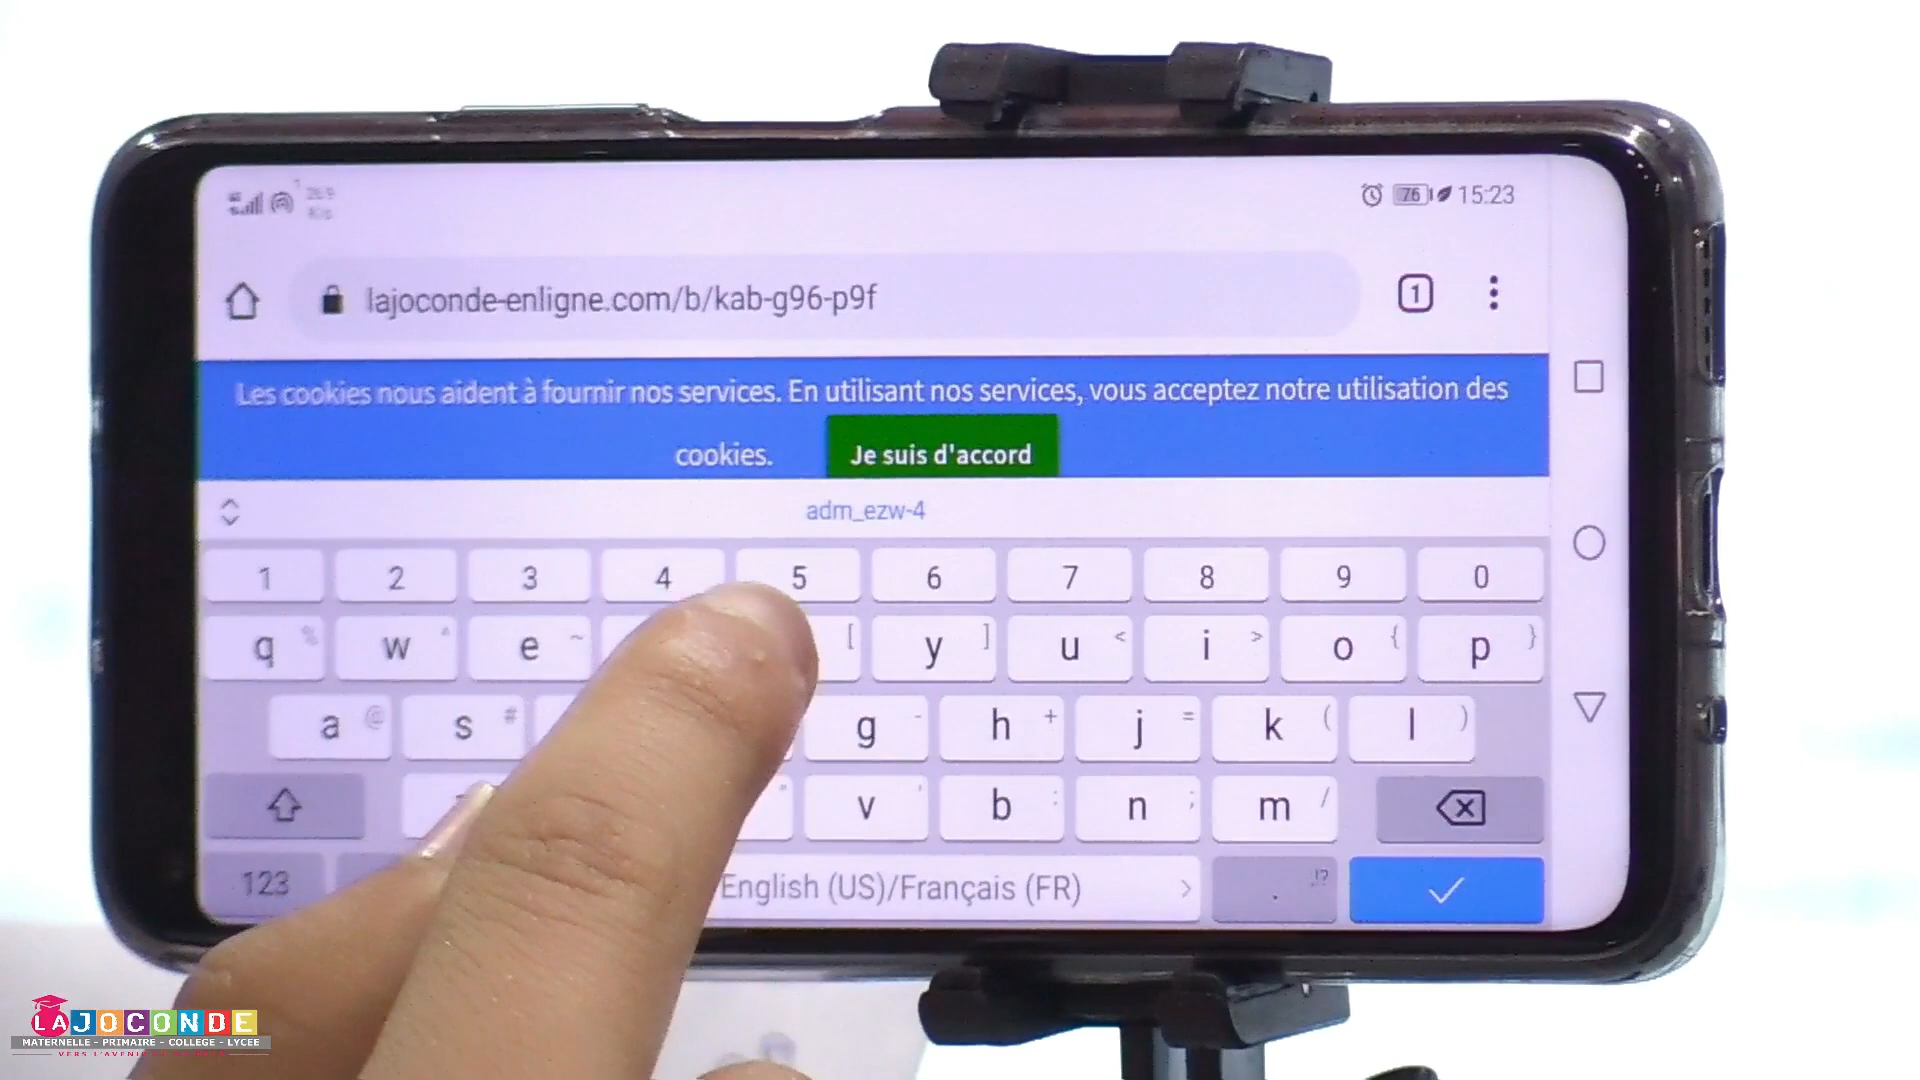 76 15:23
lajoconde-enligne.com/b/kab-g96-p9f
1
Les cookies nous aident à fournir nos services. En utilisant nos services, vous acceptez notre utilisation des
cookies. Je suis d'accord
adm_ezw-4
1 2 3 4 5 6 7 8 9 0
q % w ^ e ~ [ y ] u < i > o { p }
a @ s # g - h + j = k ( l )
" v ' b : n ; m /
123 English (US)/Français (FR) > . !?
LAJOCONDE
MATERNELLE - PRIMAIRE - COLLEGE - LYCEE